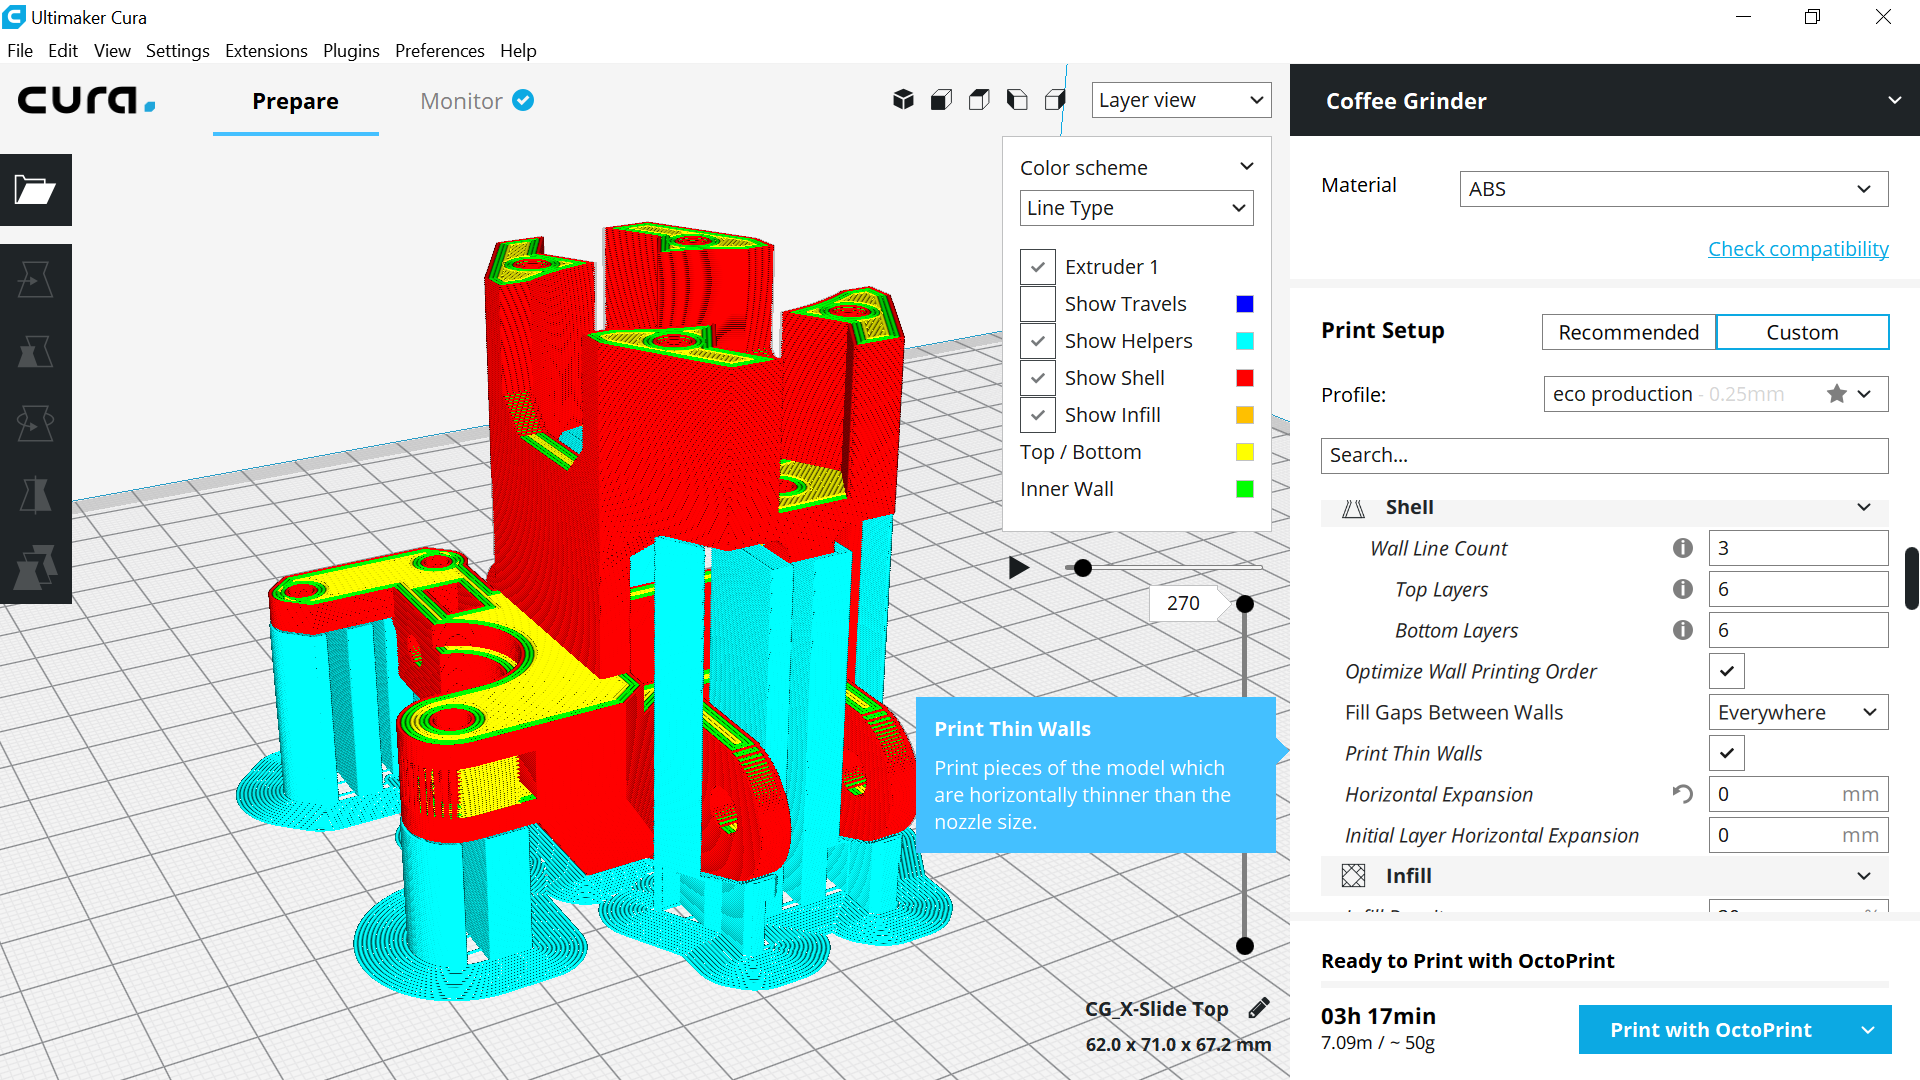 Ultimaker Cura
File Edit View Settings Extensions Plugins Preferences Help
cura.
Prepare
Monitor
Layer view
Color scheme
Line Type
Extruder 1
Show Travels
Show Helpers
Show Shell
Show Infill
Top / Bottom
Inner Wall
270
Print Thin Walls
Print pieces of the model which
are horizontally thinner than the
nozzle size.
CG_X-Slide Top
62.0 x 71.0 x 67.2 mm
Coffee Grinder
Material
ABS
Check compatibility
Print Setup
Recommended
Custom
Profile:
eco production - 0.25mm
Search...
Shell
Wall Line Count 3
Top Layers 6
Bottom Layers 6
Optimize Wall Printing Order
Fill Gaps Between Walls Everywhere
Print Thin Walls
Horizontal Expansion 0 mm
Initial Layer Horizontal Expansion 0 mm
Infill
Ready to Print with OctoPrint
03h 17min
7.09m / ~ 50g
Print with OctoPrint